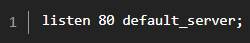 1 listen 80 default_server;